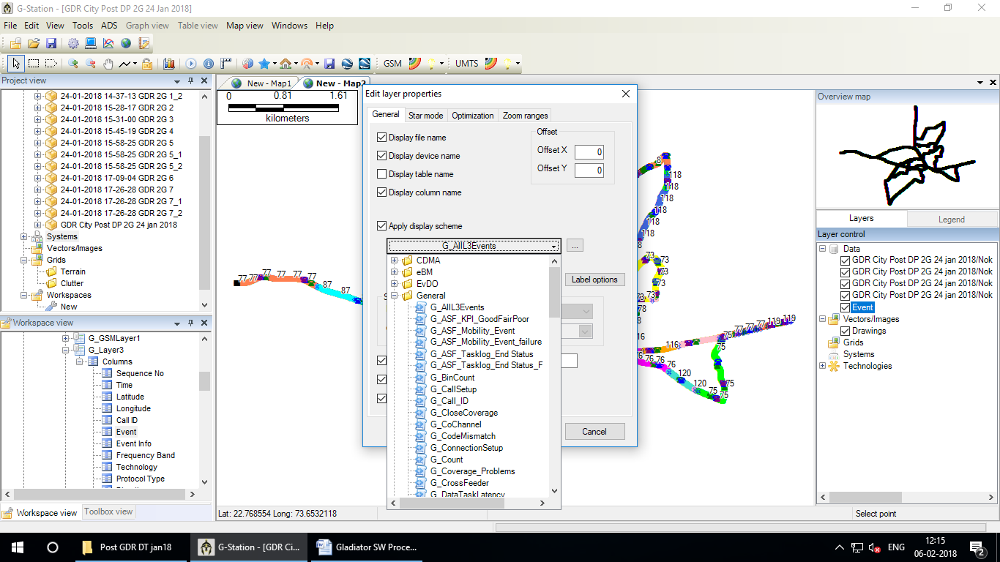 G-Station - [GDR City Post DP 2G 24 Jan 2018]
File Edit View Tools ADS Graph view Table view Map view Windows Help
GSM UMTS
Project view
24-01-2018 14-37-13 GDR 2G 1_2
24-01-2018 15-28-17 GDR 2G 2
24-01-2018 15-31-00 GDR 2G 3
24-01-2018 15-45-19 GDR 2G 4
24-01-2018 15-58-25 GDR 2G 5
24-01-2018 15-58-25 GDR 2G 5_1
24-01-2018 15-58-25 GDR 2G 5_2
24-01-2018 17-09-04 GDR 2G 6
24-01-2018 17-26-28 GDR 2G 7
24-01-2018 17-26-28 GDR 2G 7_1
24-01-2018 17-26-28 GDR 2G 7_2
GDR City Post DP 2G 24 jan 2018
Systems
Vectors/Images
Grids
Terrain
Clutter
Workspaces
New
Workspace view
G_GSMLayer1
G_Layer3
Columns
Sequence No
Time
Latitude
Longitude
Call ID
Event
Event Info
Frequency Band
Technology
Protocol Type
Workspace view Toolbox view
New - Map1 New - Map2
0 0.81 1.61
kilometers
77 77 77 77 77 77
87 87
Edit layer properties
General Star mode Optimization Zoom ranges
Display file name
Display device name
Display table name
Display column name
Offset
Offset X 0
Offset Y 0
Apply display scheme
G_AllL3Events ...
Label options
CDMA
eBM
EvDO
General
G_AllL3Events
G_ASF_KPI_GoodFairPoor
G_ASF_Mobility_Event
G_ASF_Mobility_Event_failure
G_ASF_Tasklog_End Status
G_ASF_Tasklog_End Status_F
G_BinCount
G_CallSetup
G_Call_ID
G_CloseCoverage
G_CoChannel
G_CodeMismatch
G_ConnectionSetup
G_Count
G_Coverage_Problems
G_CrossFeeder
G_DataTaskLatency
Cancel
8
118
118
118
118
118
73 73
73
73
73
78
16
116
75 77 77 77 119 119
75
76 76 76
120
120
75 75
75
Lat: 22.768554 Long: 73.6532118
Overview map
Layers Legend
Layer control
Data
GDR City Post DP 2G 24 jan 2018/Nok
GDR City Post DP 2G 24 jan 2018/Nok
GDR City Post DP 2G 24 jan 2018/Nok
GDR City Post DP 2G 24 jan 2018/Nok
Event
Vectors/Images
Drawings
Grids
Systems
Technologies
Select point
Post GDR DT jan18
G-Station - [GDR Ci...
Gladiator SW Proce...
ENG
12:15
06-02-2018
2